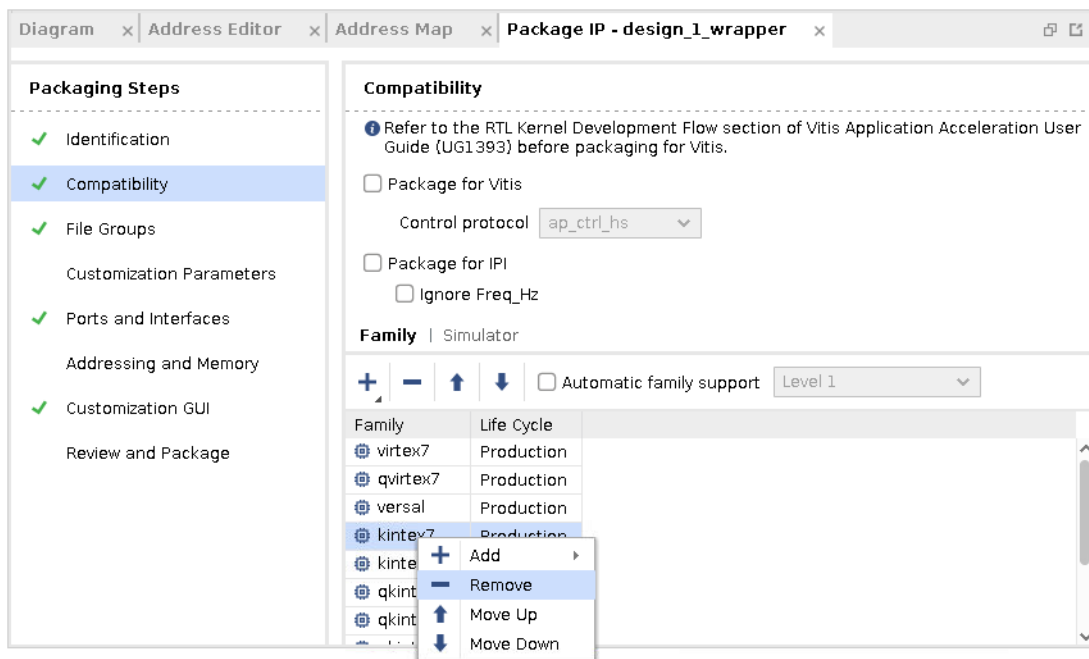 Diagram Address Editor Address Map Package IP - design_1_wrapper
Packaging Steps
Identification
Compatibility
File Groups
Customization Parameters
Ports and Interfaces
Addressing and Memory
Customization GUI
Review and Package
Compatibility
Refer to the RTL Kernel Development Flow section of Vitis Application Acceleration User
Guide (UG1393) before packaging for Vitis.
Package for Vitis
Control protocol ap_ctrl_hs
Package for IPI
Ignore Freq_Hz
Family | Simulator
Automatic family support Level 1
Family Life Cycle
virtex7 Production
qvirtex7 Production
versal Production
kintex7 Production
kinte
qkint
qkint
Add
Remove
Move Up
Move Down